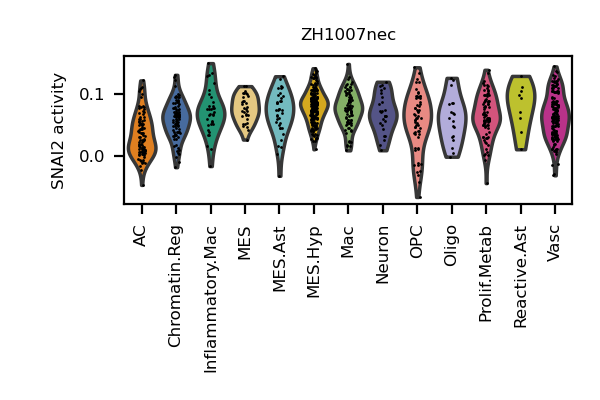 ZH1007nec
SNAI2 activity
0.1
0.0
AC
Chromatin.Reg
Inflammatory.Mac
MES
MES.Ast
MES.Hyp
Mac
Neuron
OPC
Oligo
Prolif.Metab
Reactive.Ast
Vasc